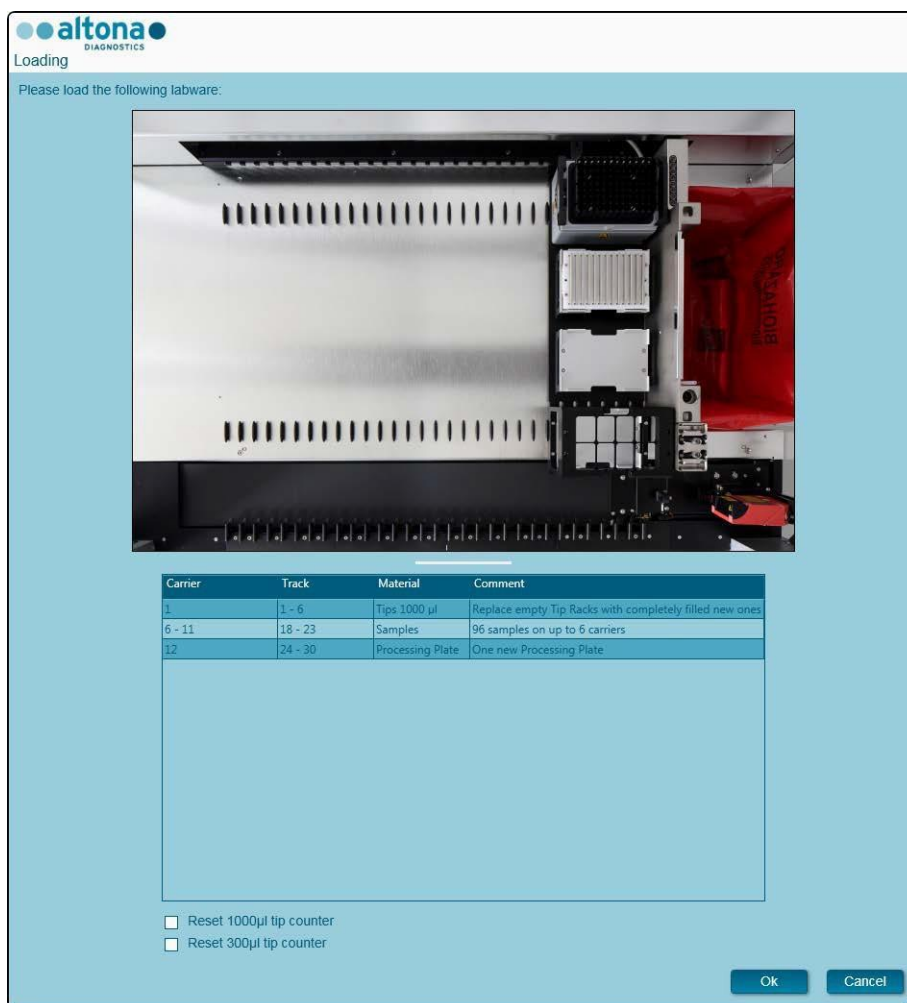 altona
DIAGNOSTICS
Loading
Please load the following labware:
BIOHAZARD
Carrier Track Material Comment
1 1 - 6 Tips 1000 µl Replace empty Tip Racks with completely filled new ones
6 - 11 18 - 23 Samples 96 samples on up to 6 carriers
12 24 - 30 Processing Plate One new Processing Plate
Reset 1000µl tip counter
Reset 300µl tip counter
Ok Cancel